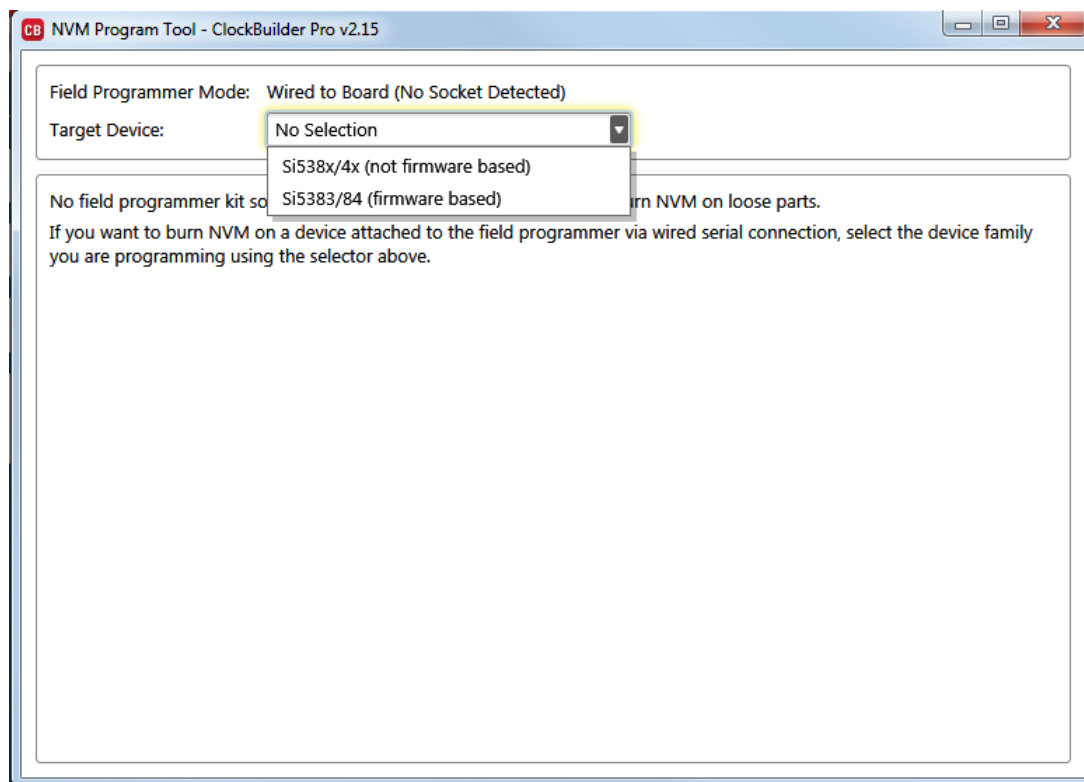 CB NVM Program Tool - ClockBuilder Pro v2.15
Field Programmer Mode: Wired to Board (No Socket Detected)
Target Device: No Selection
Si538x/4x (not firmware based)
Si5383/84 (firmware based)
No field programmer kit so rn NVM on loose parts.
If you want to burn NVM on a device attached to the field programmer via wired serial connection, select the device family
you are programming using the selector above.